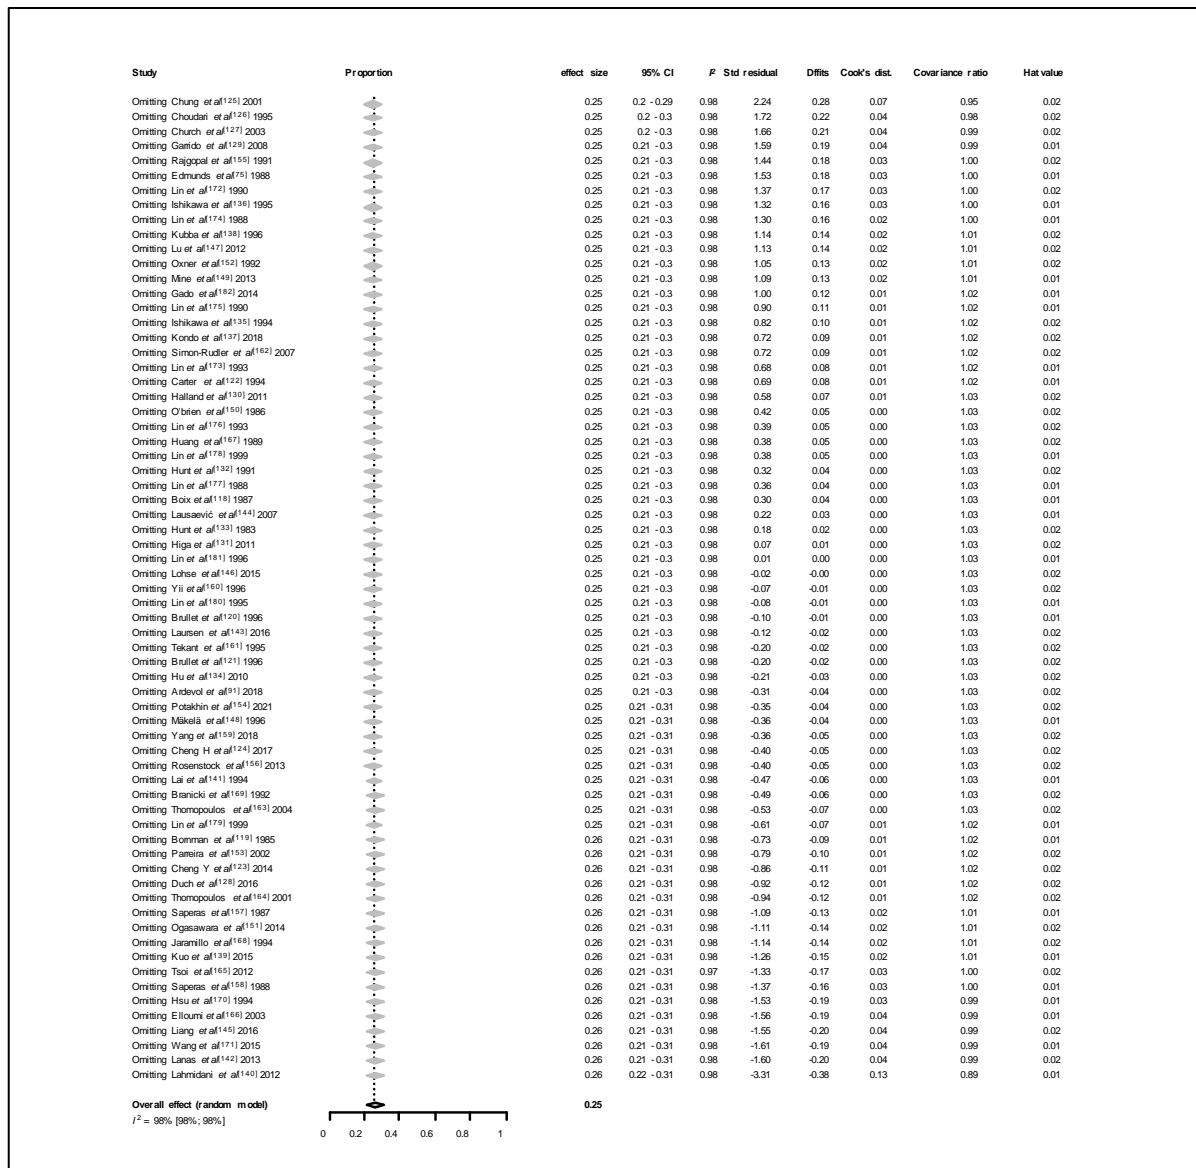 Study Proportion effect size 95% CI I² Std residual Dffits Cook's dist. Covariance ratio Hat value
Omitting Chung et al[125] 2001 0.25 0.2 - 0.29 0.98 2.24 0.28 0.07 0.95 0.02
Omitting Choudari et al[126] 1995 0.25 0.2 - 0.3 0.98 1.72 0.22 0.04 0.98 0.02
Omitting Church et al[127] 2003 0.25 0.2 - 0.3 0.98 1.66 0.21 0.04 0.99 0.02
Omitting Garrido et al[129] 2008 0.25 0.21 - 0.3 0.98 1.59 0.19 0.04 0.99 0.01
Omitting Rajgopal et al[155] 1991 0.25 0.21 - 0.3 0.98 1.44 0.18 0.03 1.00 0.02
Omitting Edmunds et al[75] 1988 0.25 0.21 - 0.3 0.98 1.53 0.18 0.03 1.00 0.01
Omitting Lin et al[172] 1990 0.25 0.21 - 0.3 0.98 1.37 0.17 0.03 1.00 0.02
Omitting Ishikawa et al[136] 1995 0.25 0.21 - 0.3 0.98 1.32 0.16 0.03 1.00 0.01
Omitting Lin et al[174] 1988 0.25 0.21 - 0.3 0.98 1.30 0.16 0.02 1.00 0.01
Omitting Kubba et al[138] 1996 0.25 0.21 - 0.3 0.98 1.14 0.14 0.02 1.01 0.02
Omitting Lu et al[147] 2012 0.25 0.21 - 0.3 0.98 1.13 0.14 0.02 1.01 0.02
Omitting Oxner et al[152] 1992 0.25 0.21 - 0.3 0.98 1.05 0.13 0.02 1.01 0.02
Omitting Mine et al[149] 2013 0.25 0.21 - 0.3 0.98 1.09 0.13 0.02 1.01 0.01
Omitting Gado et al[182] 2014 0.25 0.21 - 0.3 0.98 1.00 0.12 0.01 1.02 0.01
Omitting Lin et al[175] 1990 0.25 0.21 - 0.3 0.98 0.90 0.11 0.01 1.02 0.01
Omitting Ishikawa et al[135] 1994 0.25 0.21 - 0.3 0.98 0.82 0.10 0.01 1.02 0.02
Omitting Kondo et al[137] 2018 0.25 0.21 - 0.3 0.98 0.72 0.09 0.01 1.02 0.02
Omitting Simon-Rudler et al[162] 2007 0.25 0.21 - 0.3 0.98 0.72 0.09 0.01 1.02 0.02
Omitting Lin et al[173] 1993 0.25 0.21 - 0.3 0.98 0.68 0.08 0.01 1.02 0.01
Omitting Carter et al[122] 1994 0.25 0.21 - 0.3 0.98 0.69 0.08 0.01 1.02 0.01
Omitting Halland et al[130] 2011 0.25 0.21 - 0.3 0.98 0.58 0.07 0.01 1.03 0.02
Omitting O'brien et al[150] 1986 0.25 0.21 - 0.3 0.98 0.42 0.05 0.00 1.03 0.02
Omitting Lin et al[176] 1993 0.25 0.21 - 0.3 0.98 0.39 0.05 0.00 1.03 0.02
Omitting Huang et al[167] 1989 0.25 0.21 - 0.3 0.98 0.38 0.05 0.00 1.03 0.02
Omitting Lin et al[178] 1999 0.25 0.21 - 0.3 0.98 0.38 0.05 0.00 1.03 0.01
Omitting Hunt et al[132] 1991 0.25 0.21 - 0.3 0.98 0.32 0.04 0.00 1.03 0.02
Omitting Lin et al[177] 1988 0.25 0.21 - 0.3 0.98 0.36 0.04 0.00 1.03 0.01
Omitting Boix et al[118] 1987 0.25 0.21 - 0.3 0.98 0.30 0.04 0.00 1.03 0.01
Omitting Lausaević et al[144] 2007 0.25 0.21 - 0.3 0.98 0.22 0.03 0.00 1.03 0.01
Omitting Hunt et al[133] 1983 0.25 0.21 - 0.3 0.98 0.18 0.02 0.00 1.03 0.02
Omitting Higa et al[131] 2011 0.25 0.21 - 0.3 0.98 0.07 0.01 0.00 1.03 0.02
Omitting Lin et al[181] 1996 0.25 0.21 - 0.3 0.98 0.01 0.00 0.00 1.03 0.01
Omitting Lohse et al[146] 2015 0.25 0.21 - 0.3 0.98 -0.02 -0.00 0.00 1.03 0.02
Omitting Yii et al[160] 1996 0.25 0.21 - 0.3 0.98 -0.07 -0.01 0.00 1.03 0.02
Omitting Lin et al[180] 1995 0.25 0.21 - 0.3 0.98 -0.08 -0.01 0.00 1.03 0.01
Omitting Brullet et al[120] 1996 0.25 0.21 - 0.3 0.98 -0.10 -0.01 0.00 1.03 0.01
Omitting Laursen et al[143] 2016 0.25 0.21 - 0.3 0.98 -0.12 -0.02 0.00 1.03 0.02
Omitting Tekant et al[161] 1995 0.25 0.21 - 0.3 0.98 -0.20 -0.02 0.00 1.03 0.02
Omitting Brullet et al[121] 1996 0.25 0.21 - 0.3 0.98 -0.20 -0.02 0.00 1.03 0.02
Omitting Hu et al[134] 2010 0.25 0.21 - 0.3 0.98 -0.21 -0.03 0.00 1.03 0.02
Omitting Ardevol et al[91] 2018 0.25 0.21 - 0.3 0.98 -0.31 -0.04 0.00 1.03 0.02
Omitting Potakhin et al[154] 2021 0.25 0.21 - 0.31 0.98 -0.35 -0.04 0.00 1.03 0.02
Omitting Mäkelä et al[148] 1996 0.25 0.21 - 0.31 0.98 -0.36 -0.04 0.00 1.03 0.01
Omitting Yang et al[159] 2018 0.25 0.21 - 0.31 0.98 -0.36 -0.05 0.00 1.03 0.02
Omitting Cheng H et al[124] 2017 0.25 0.21 - 0.31 0.98 -0.40 -0.05 0.00 1.03 0.02
Omitting Rosenstock et al[156] 2013 0.25 0.21 - 0.31 0.98 -0.40 -0.05 0.00 1.03 0.02
Omitting Lai et al[141] 1994 0.25 0.21 - 0.31 0.98 -0.47 -0.06 0.00 1.03 0.01
Omitting Branicki et al[169] 1992 0.25 0.21 - 0.31 0.98 -0.49 -0.06 0.00 1.03 0.02
Omitting Thomopoulos et al[163] 2004 0.25 0.21 - 0.31 0.98 -0.53 -0.07 0.00 1.03 0.02
Omitting Lin et al[179] 1999 0.25 0.21 - 0.31 0.98 -0.61 -0.07 0.01 1.02 0.01
Omitting Bornman et al[119] 1985 0.26 0.21 - 0.31 0.98 -0.73 -0.09 0.01 1.02 0.01
Omitting Parreira et al[153] 2002 0.26 0.21 - 0.31 0.98 -0.79 -0.10 0.01 1.02 0.02
Omitting Cheng Y et al[123] 2014 0.26 0.21 - 0.31 0.98 -0.86 -0.11 0.01 1.02 0.02
Omitting Duch et al[128] 2016 0.26 0.21 - 0.31 0.98 -0.92 -0.12 0.01 1.02 0.02
Omitting Thomopoulos et al[164] 2001 0.26 0.21 - 0.31 0.98 -0.94 -0.12 0.01 1.02 0.02
Omitting Saperas et al[157] 1987 0.26 0.21 - 0.31 0.98 -1.09 -0.13 0.02 1.01 0.01
Omitting Ogasawara et al[151] 2014 0.26 0.21 - 0.31 0.98 -1.11 -0.14 0.02 1.01 0.02
Omitting Jaramillo et al[168] 1994 0.26 0.21 - 0.31 0.98 -1.14 -0.14 0.02 1.01 0.02
Omitting Kuo et al[139] 2015 0.26 0.21 - 0.31 0.98 -1.26 -0.15 0.02 1.01 0.01
Omitting Tsoi et al[165] 2012 0.26 0.21 - 0.31 0.97 -1.33 -0.17 0.03 1.00 0.02
Omitting Saperas et al[158] 1988 0.26 0.21 - 0.31 0.98 -1.37 -0.16 0.03 1.00 0.01
Omitting Hsu et al[170] 1994 0.26 0.21 - 0.31 0.98 -1.53 -0.19 0.03 0.99 0.01
Omitting Elloumi et al[166] 2003 0.26 0.21 - 0.31 0.98 -1.56 -0.19 0.04 0.99 0.01
Omitting Liang et al[145] 2016 0.26 0.21 - 0.31 0.98 -1.55 -0.20 0.04 0.99 0.02
Omitting Wang et al[171] 2015 0.26 0.21 - 0.31 0.98 -1.61 -0.19 0.04 0.99 0.01
Omitting Lanas et al[142] 2013 0.26 0.21 - 0.31 0.98 -1.60 -0.20 0.04 0.99 0.02
Omitting Lahmidani et al[140] 2012 0.26 0.22 - 0.31 0.98 -3.31 -0.38 0.13 0.89 0.01
Overall effect (random model) 0.25
I² = 98% [98%; 98%]
0 0.2 0.4 0.6 0.8 1